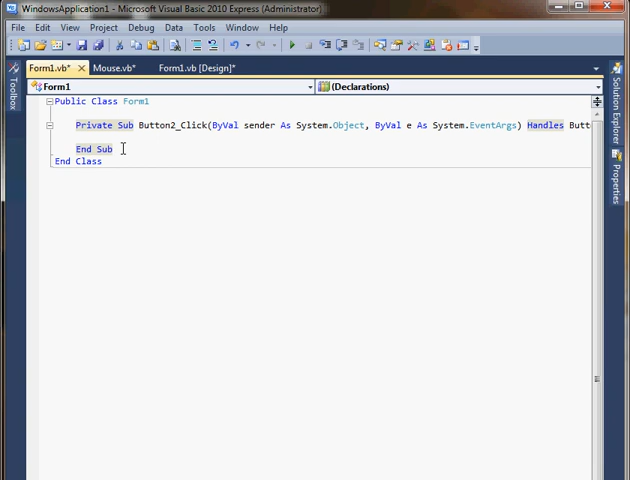 WindowsApplication1 - Microsoft Visual Basic 2010 Express (Administrator)
File Edit View Project Debug Data Tools Window Help
Form1.vb* Mouse.vb* Form1.vb [Design]*
Toolbox
Form1 (Declarations)
Public Class Form1
Private Sub Button2_Click(ByVal sender As System.Object, ByVal e As System.EventArgs) Handles Butt
End Sub
End Class
Solution Explorer
Properties